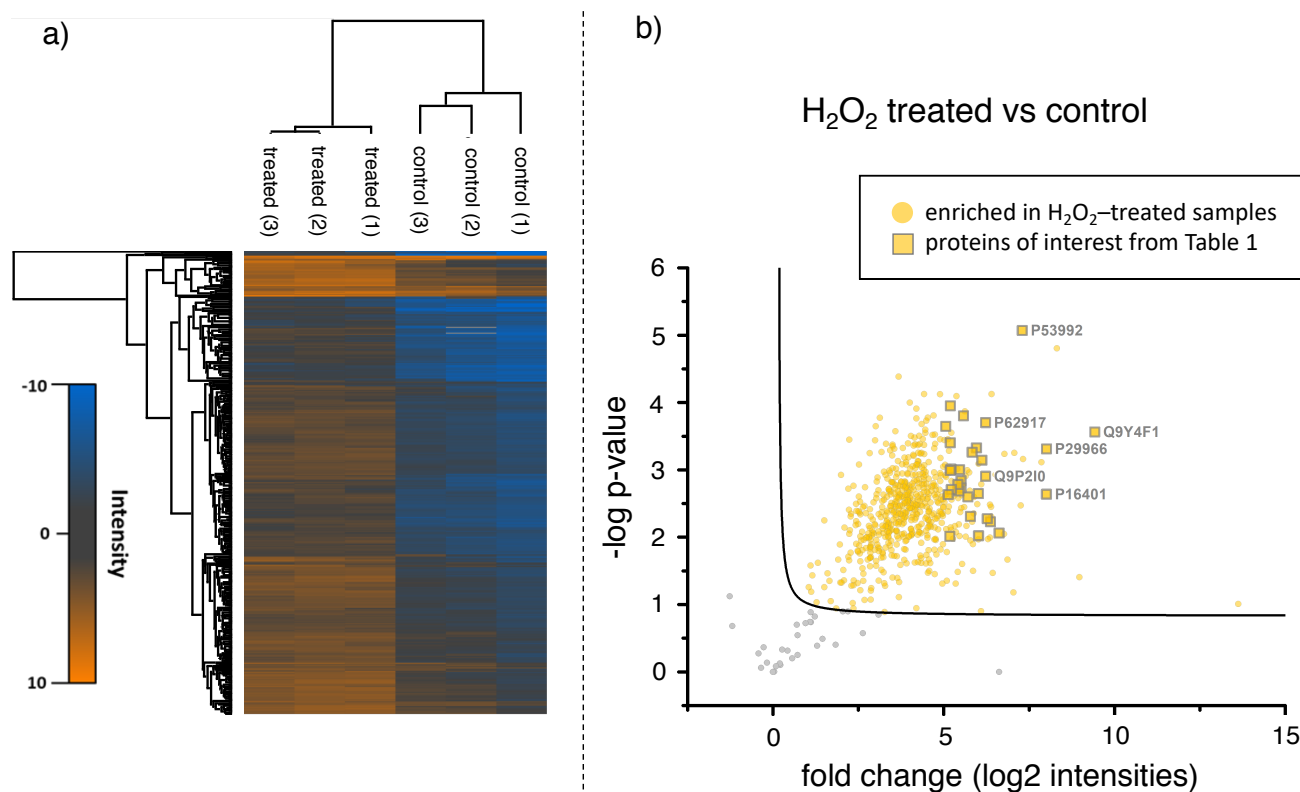 a)
treated (3)
treated (2)
treated (1)
control (3)
control (2)
control (1)
-10
0
10
Intensity
b)
H₂O₂ treated vs control
enriched in H₂O₂–treated samples
proteins of interest from Table 1
6
5
4
3
2
1
0
-log p-value
P53992
P62917
Q9Y4F1
P29966
Q9P2I0
P16401
0
5
10
15
fold change (log2 intensities)